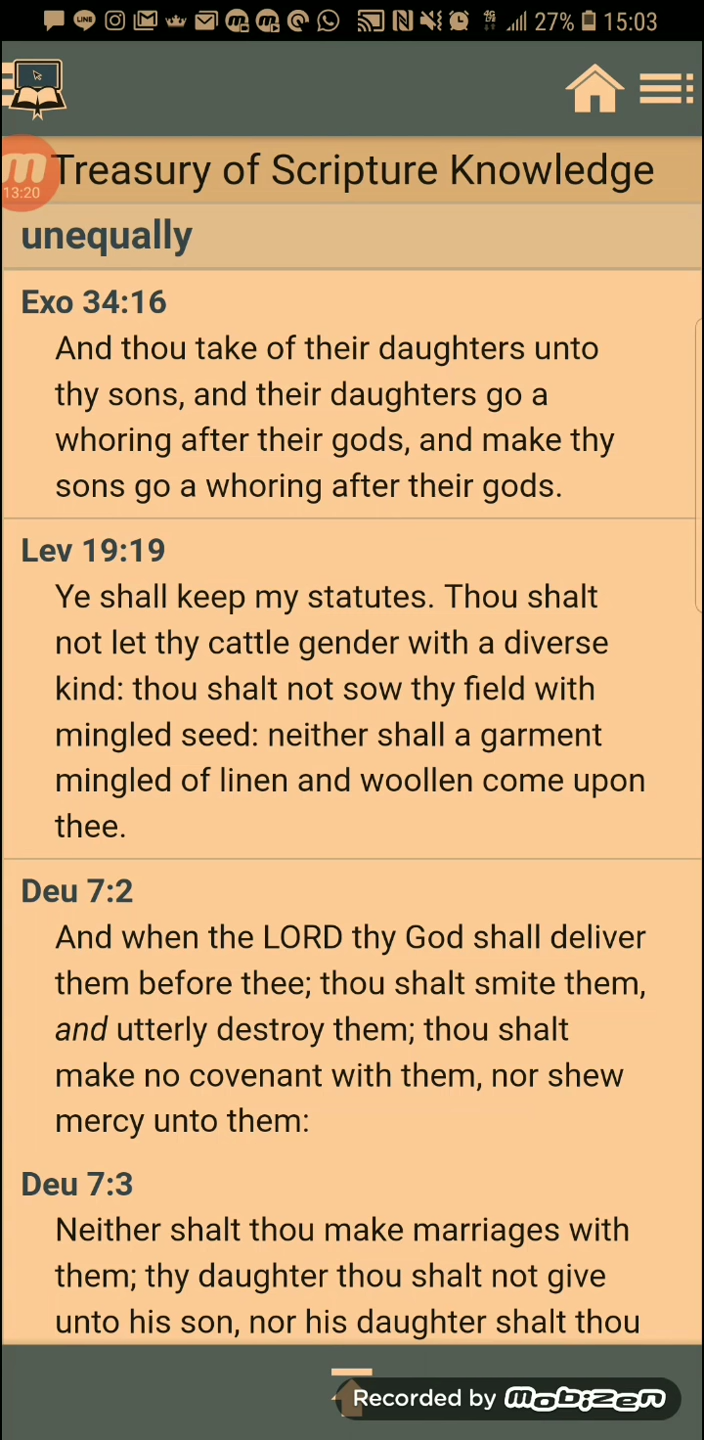 27% 15:03
m
13:20
Treasury of Scripture Knowledge
unequally
Exo 34:16
And thou take of their daughters unto
thy sons, and their daughters go a
whoring after their gods, and make thy
sons go a whoring after their gods.
Lev 19:19
Ye shall keep my statutes. Thou shalt
not let thy cattle gender with a diverse
kind: thou shalt not sow thy field with
mingled seed: neither shall a garment
mingled of linen and woollen come upon
thee.
Deu 7:2
And when the LORD thy God shall deliver
them before thee; thou shalt smite them,
and utterly destroy them; thou shalt
make no covenant with them, nor shew
mercy unto them:
Deu 7:3
Neither shalt thou make marriages with
them; thy daughter thou shalt not give
unto his son, nor his daughter shalt thou
Recorded by mobizen